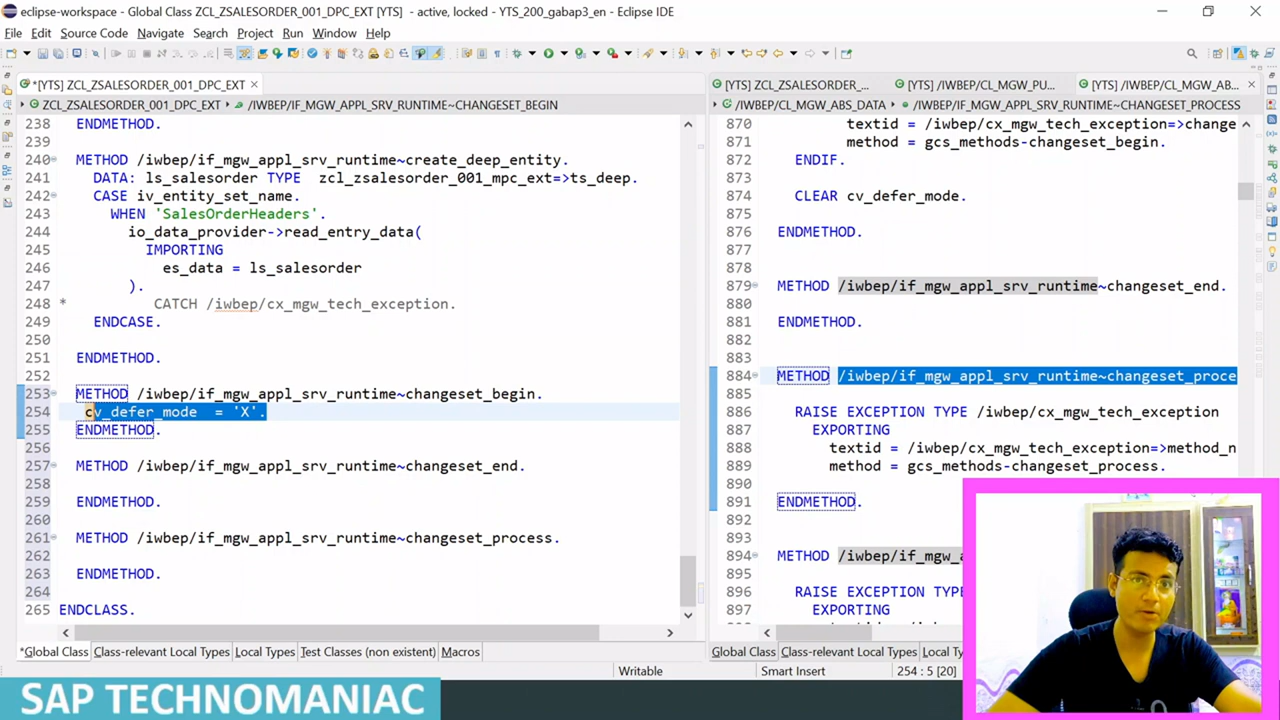 eclipse-workspace - Global Class ZCL_ZSALESORDER_001_DPC_EXT [YTS] - active, locked - YTS_200_gabap3_en - Eclipse IDE
File Edit Source Code Navigate Search Project Run Window Help
*[YTS] ZCL_ZSALESORDER_001_DPC_EXT
ZCL_ZSALESORDER_001_DPC_EXT /IWBEP/IF_MGW_APPL_SRV_RUNTIME~CHANGESET_BEGIN
238 ENDMETHOD.
239
240 METHOD /iwbep/if_mgw_appl_srv_runtime~create_deep_entity.
241 DATA: ls_salesorder TYPE zcl_zsalesorder_001_mpc_ext=>ts_deep.
242 CASE iv_entity_set_name.
243 WHEN 'SalesOrderHeaders'.
244 io_data_provider->read_entry_data(
245 IMPORTING
246 es_data = ls_salesorder
247 ).
248 * CATCH /iwbep/cx_mgw_tech_exception.
249 ENDCASE.
250
251 ENDMETHOD.
252
253 METHOD /iwbep/if_mgw_appl_srv_runtime~changeset_begin.
254 cv_defer_mode = 'X'.
255 ENDMETHOD.
256
257 METHOD /iwbep/if_mgw_appl_srv_runtime~changeset_end.
258
259 ENDMETHOD.
260
261 METHOD /iwbep/if_mgw_appl_srv_runtime~changeset_process.
262
263 ENDMETHOD.
264
265 ENDCLASS.
*Global Class Class-relevant Local Types Local Types Test Classes (non existent) Macros
[YTS] ZCL_ZSALESORDER_... [YTS] /IWBEP/CL_MGW_PU... [YTS] /IWBEP/CL_MGW_AB...
/IWBEP/CL_MGW_ABS_DATA /IWBEP/IF_MGW_APPL_SRV_RUNTIME~CHANGESET_PROCESS
870 textid = /iwbep/cx_mgw_tech_exception=>change
871 method = gcs_methods-changeset_begin.
872 ENDIF.
873
874 CLEAR cv_defer_mode.
875
876 ENDMETHOD.
877
878
879 METHOD /iwbep/if_mgw_appl_srv_runtime~changeset_end.
880
881 ENDMETHOD.
882
883
884 METHOD /iwbep/if_mgw_appl_srv_runtime~changeset_proce
885
886 RAISE EXCEPTION TYPE /iwbep/cx_mgw_tech_exception
887 EXPORTING
888 textid = /iwbep/cx_mgw_tech_exception=>method_n
889 method = gcs_methods-changeset_process.
890
891 ENDMETHOD.
892
893
894 METHOD /iwbep/if_mgw_a
895
896 RAISE EXCEPTION TYPE
897 EXPORTING
Global Class Class-relevant Local Types Local
Writable Smart Insert 254 : 5 [20]
SAP TECHNOMANIAC